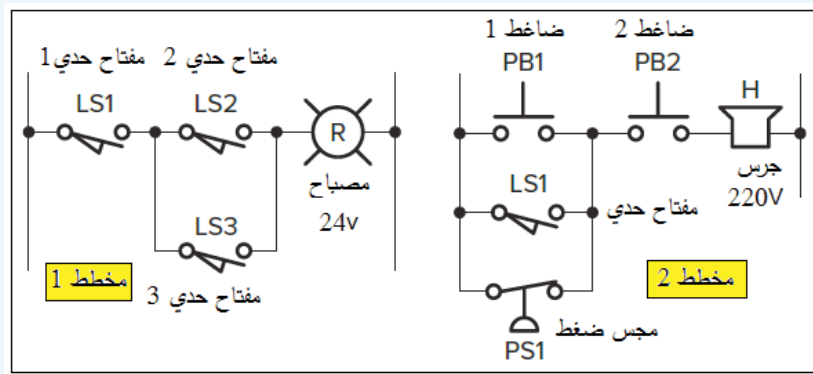 مفتاح حدي1
مفتاح حدي 2
LS1
LS2
R
مصباح
24v
LS3
مفتاح حدي 3
مخطط 1
ضاغط 1
ضاغط 2
PB1
PB2
H
جرس
220V
LS1
مفتاح حدي
مجس ضغط
PS1
مخطط 2